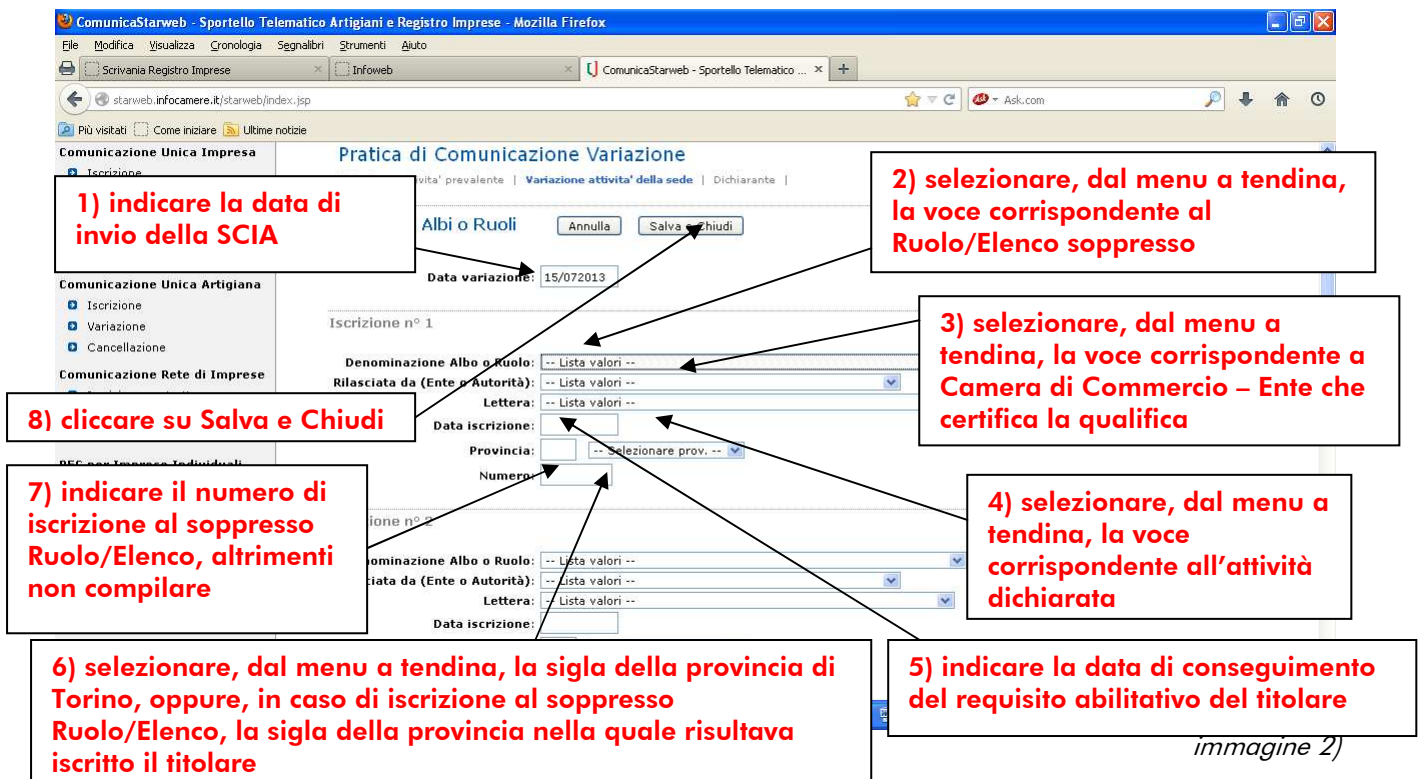 ComunicaStarweb - Sportello Telematico Artigiani e Registro Imprese - Mozilla Firefox
File Modifica Visualizza Cronologia Segnalibri Strumenti Aiuto
Scrivania Registro Imprese
Infoweb
ComunicaStarweb - Sportello Telematico ...
starweb.infocamere.it/starweb/index.jsp
Ask.com
Più visitati Come iniziare Ultime notizie
Comunicazione Unica Impresa
Iscrizione
Pratica di Comunicazione Variazione
prevalente | Variazione attivita' della sede | Dichiarante |
1) indicare la data di
invio della SCIA
2) selezionare, dal menu a tendina,
la voce corrispondente al
Ruolo/Elenco soppresso
Albi o Ruoli Annulla Salva e Chiudi
Data variazione: 15/072013
Comunicazione Unica Artigiana
Iscrizione
Variazione
Cancellazione
Comunicazione Rete di Imprese
Iscrizione n° 1
Denominazione Albo o Ruolo: -- Lista valori --
Rilasciata da (Ente o Autorità): -- Lista valori --
Lettera: -- Lista valori --
Data iscrizione:
Provincia: -- Selezionare prov. --
Numero:
3) selezionare, dal menu a
tendina, la voce corrispondente a
Camera di Commercio – Ente che
certifica la qualifica
8) cliccare su Salva e Chiudi
7) indicare il numero di
iscrizione al soppresso
Ruolo/Elenco, altrimenti
non compilare
4) selezionare, dal menu a
tendina, la voce
corrispondente all’attività
dichiarata
n° 2
Albo o Ruolo: -- Lista valori --
da (Ente o Autorità): -- Lista valori --
Lettera: -- Lista valori --
Data iscrizione:
6) selezionare, dal menu a tendina, la sigla della provincia di
Torino, oppure, in caso di iscrizione al soppresso
Ruolo/Elenco, la sigla della provincia nella quale risultava
iscritto il titolare
5) indicare la data di conseguimento
del requisito abilitativo del titolare
immagine 2)